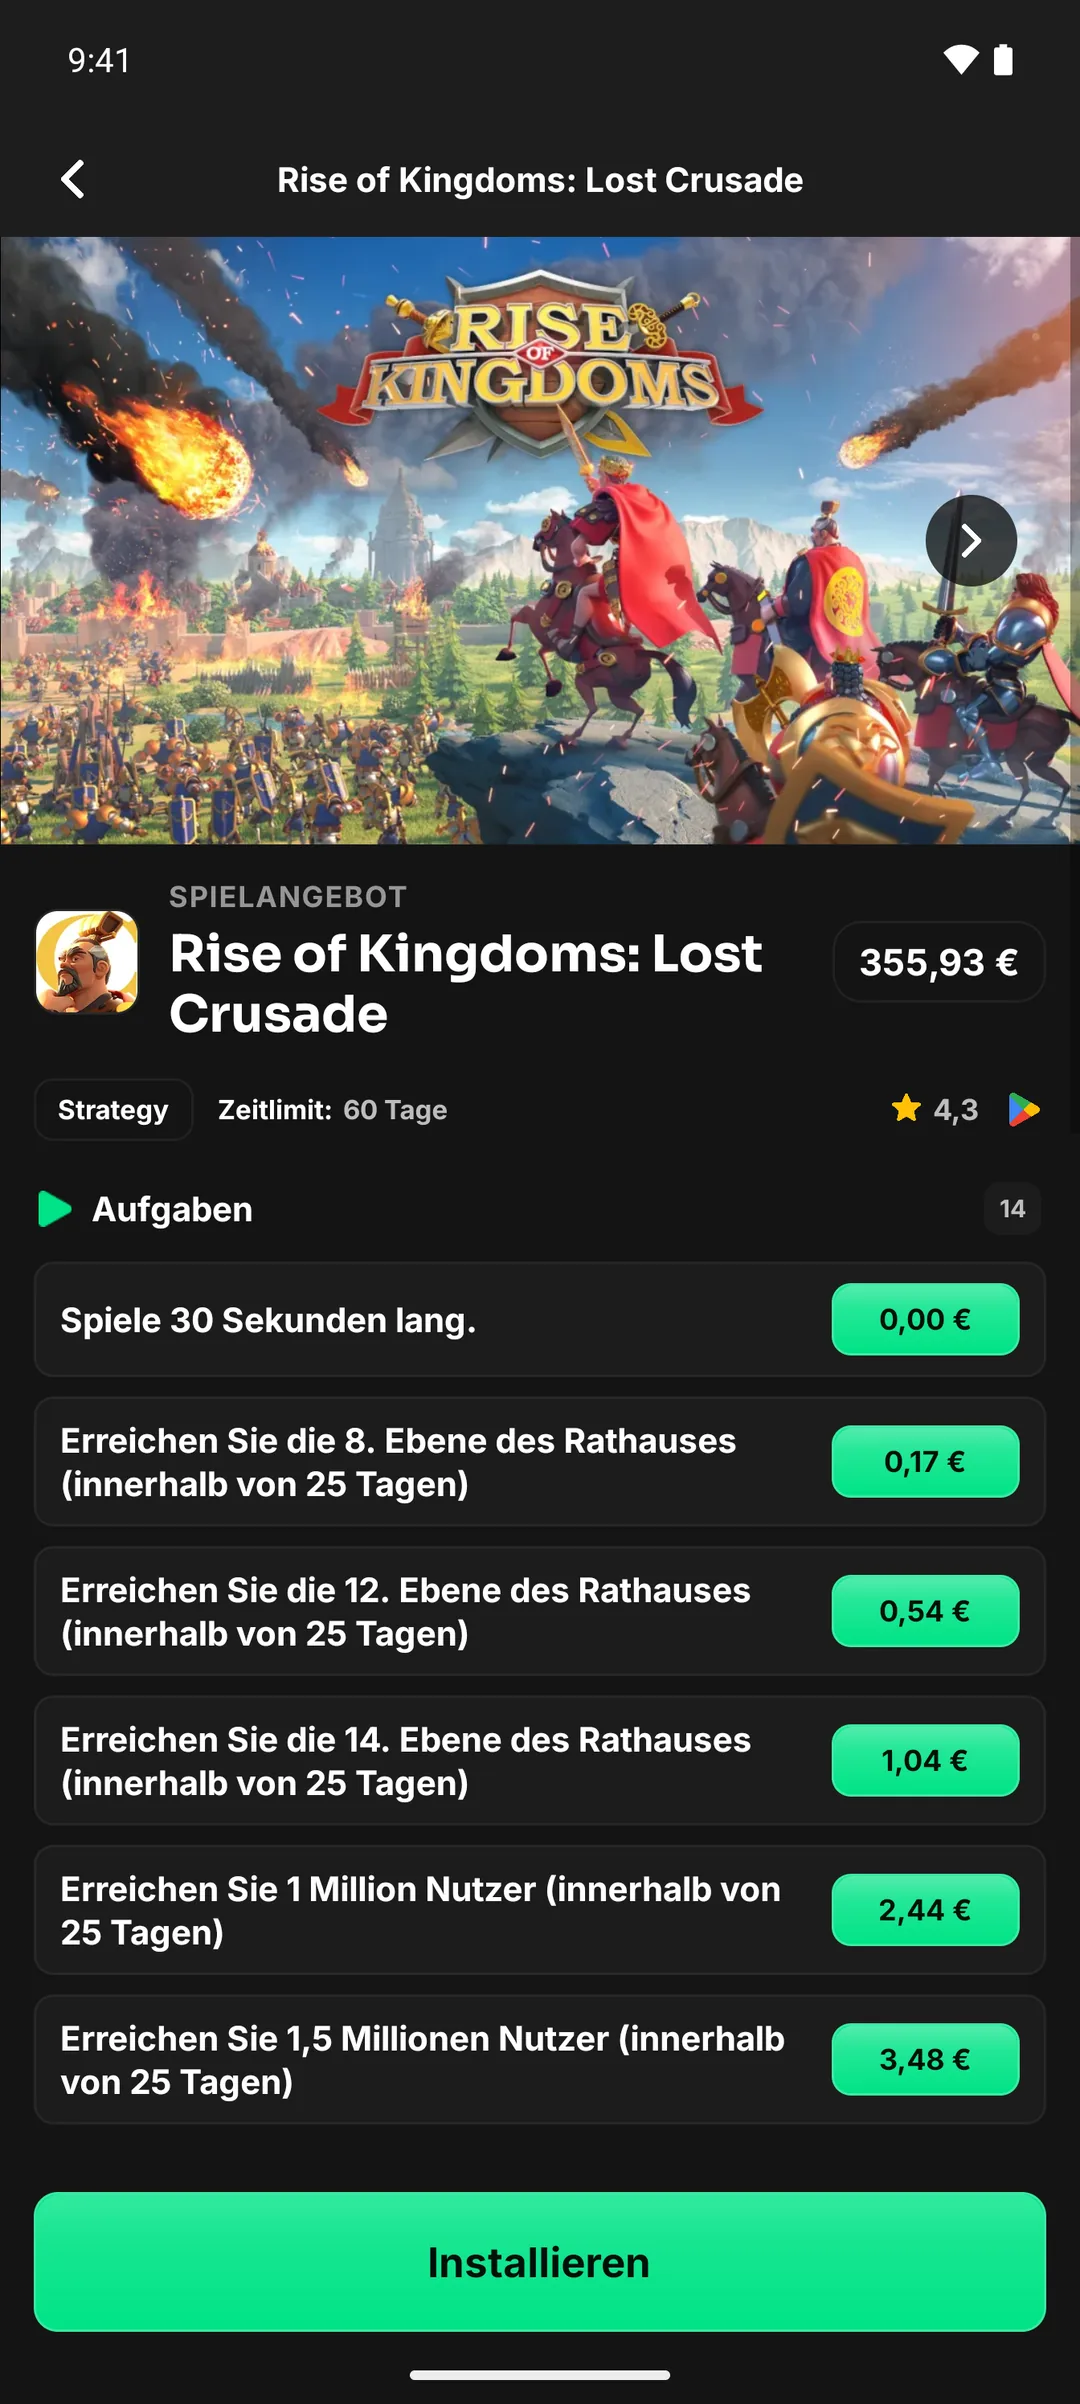 9:41
Rise of Kingdoms: Lost Crusade
RISE
OF
KINGDOMS
SPIELANGEBOT
Rise of Kingdoms: Lost
Crusade
355,93 €
Strategy
Zeitlimit: 60 Tage
4,3
Aufgaben
14
Spiele 30 Sekunden lang.
0,00 €
Erreichen Sie die 8. Ebene des Rathauses
(innerhalb von 25 Tagen)
0,17 €
Erreichen Sie die 12. Ebene des Rathauses
(innerhalb von 25 Tagen)
0,54 €
Erreichen Sie die 14. Ebene des Rathauses
(innerhalb von 25 Tagen)
1,04 €
Erreichen Sie 1 Million Nutzer (innerhalb von
25 Tagen)
2,44 €
Erreichen Sie 1,5 Millionen Nutzer (innerhalb
von 25 Tagen)
3,48 €
Installieren